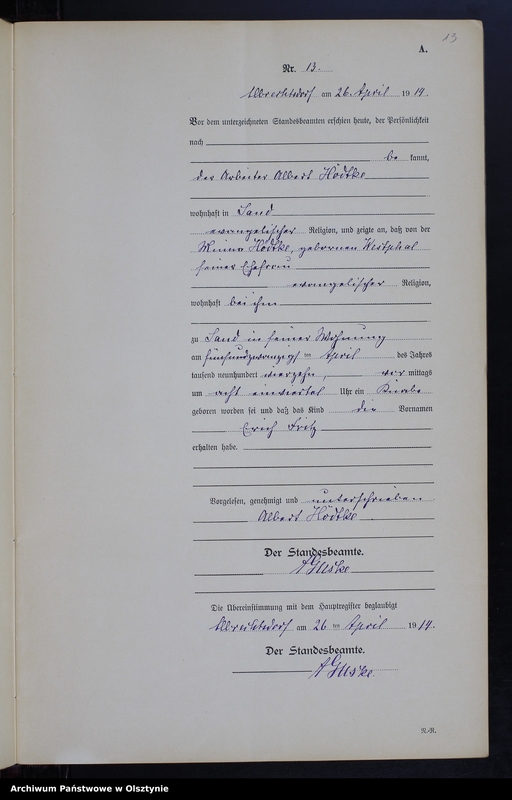 13
A.
Nr. 13.
Albrechtsdorf am 26. April 1914.
Vor dem unterzeichneten Standesbeamten erschien heute, der Persönlichkeit
nach
be kannt,
der Arbeiter Albert Hödtke
wohnhaft in Sand
evangelischer Religion, und zeigte an, daß von der
Minna Hödtke, gebornen Westphal
seiner Ehefrau
evangelischer Religion,
wohnhaft bei ihm
zu Sand in seiner Wohnung
am fünfundzwanzigsten April des Jahres
tausend neunhundert vierzehn, vor mittags
um acht einviertel Uhr ein Knabe
geboren worden sei und daß das Kind die Vornamen
Erich Fritz
erhalten habe.
Vorgelesen, genehmigt und unterschrieben
Albert Hödtke.
Der Standesbeamte.
Die Übereinstimmung mit dem Hauptregister beglaubigt
Albrechtsdorf am 26 ten April 1914.
Der Standesbeamte.
N.-R.
Archiwum Państwowe w Olsztynie